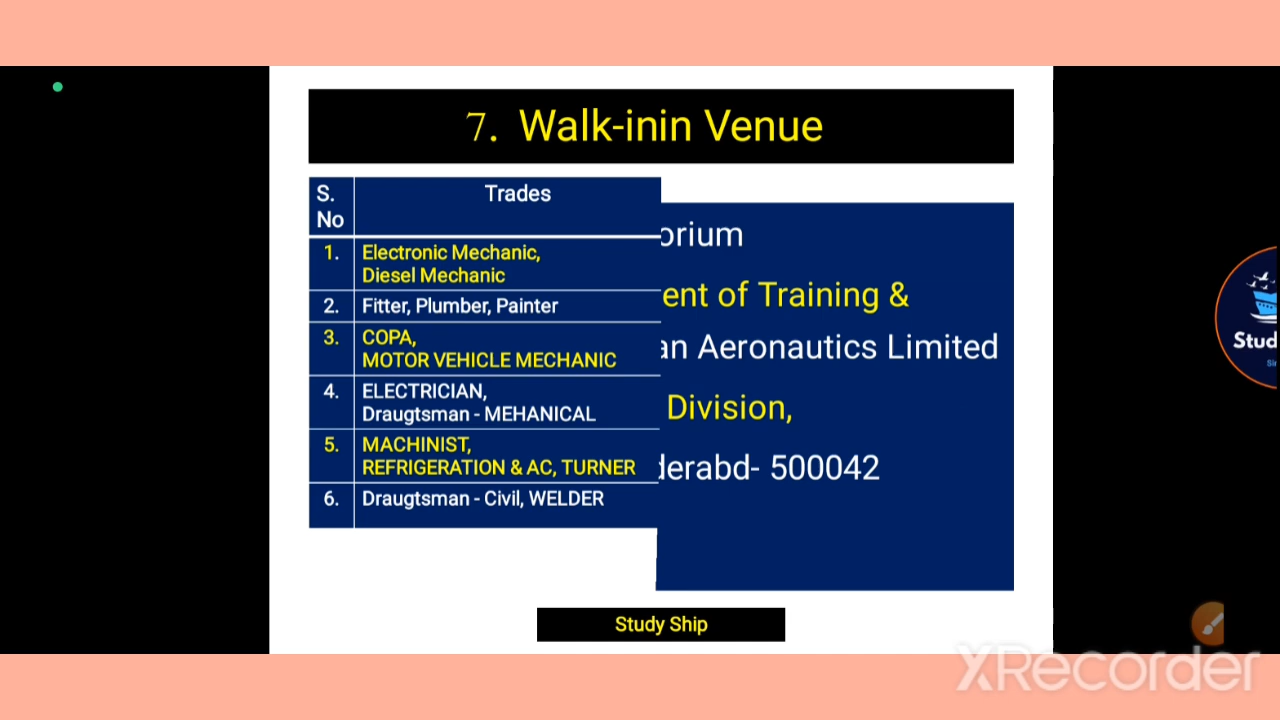 7. Walk-inin Venue
S. No
Trades
1. Electronic Mechanic,
Diesel Mechanic
2. Fitter, Plumber, Painter
3. COPA,
MOTOR VEHICLE MECHANIC
4. ELECTRICIAN,
Draugtsman - MEHANICAL
5. MACHINIST,
REFRIGERATION & AC, TURNER
6. Draugtsman - Civil, WELDER
orium
ent of Training &
an Aeronautics Limited
Division,
derabd- 500042
Study Ship
Stud
XRecorder